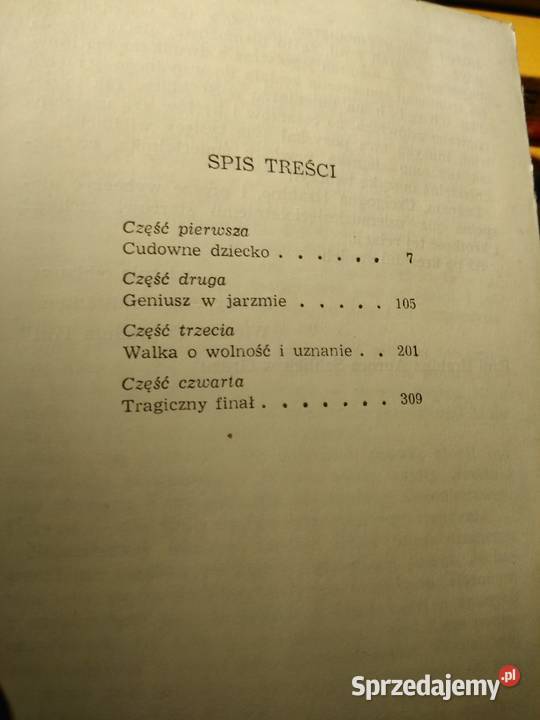 SPIS TREŚCI
Część pierwsza
Cudowne dziecko . . . . . . 7
Część druga
Geniusz w jarzmie . . . . . 105
Część trzecia
Walka o wolność i uznanie . . 201
Część czwarta
Tragiczny finał . . . . . . . 309
Sprzedajemy.pl